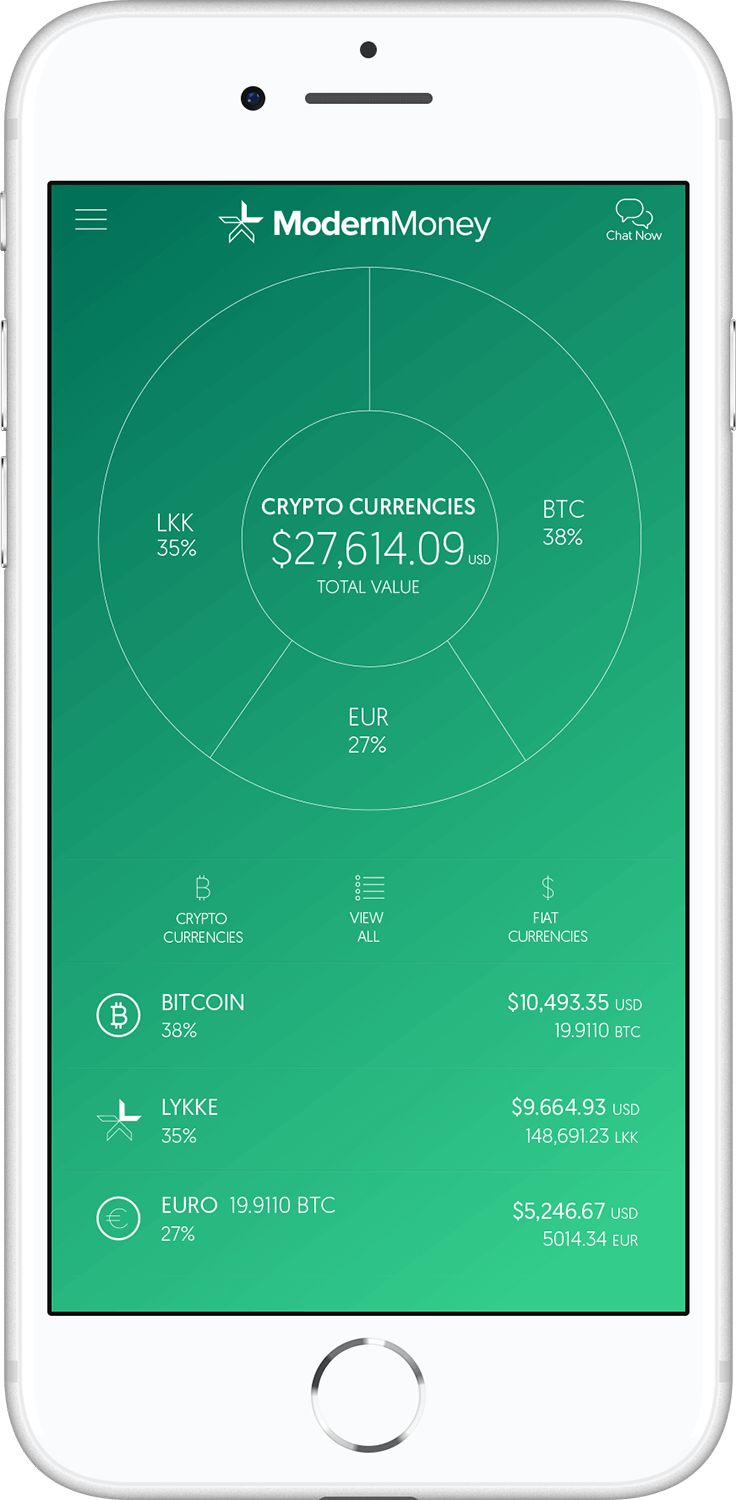 ModernMoney
Chat Now
CRYPTO CURRENCIES
$27,614.09 USD
TOTAL VALUE
LKK
35%
BTC
38%
EUR
27%
CRYPTO
CURRENCIES
VIEW
ALL
FIAT
CURRENCIES
BITCOIN
38%
$10,493.35 USD
19.9110 BTC
LYKKE
35%
$9.664.93 USD
148,691.23 LKK
EURO 19.9110 BTC
27%
$5,246.67 USD
5014.34 EUR